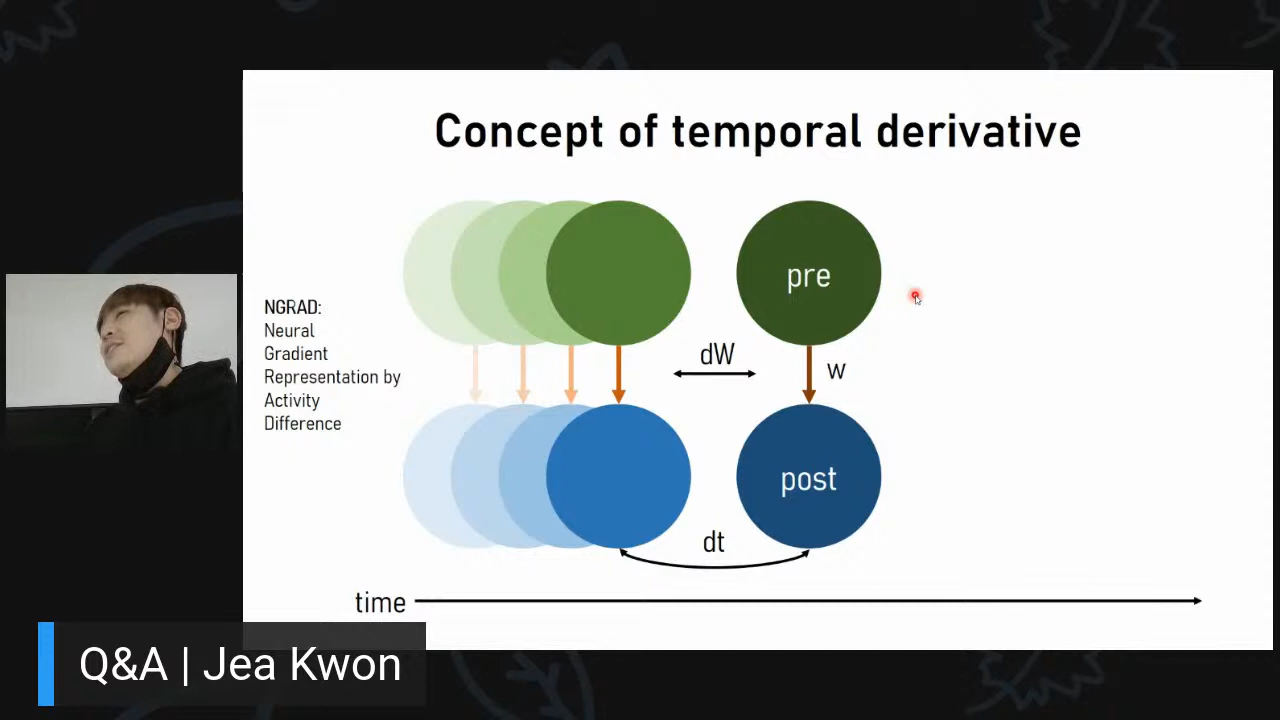 Concept of temporal derivative
NGRAD:
Neural
Gradient
Representation by
Activity
Difference
pre
dW
w
post
dt
time
Q&A | Jea Kwon